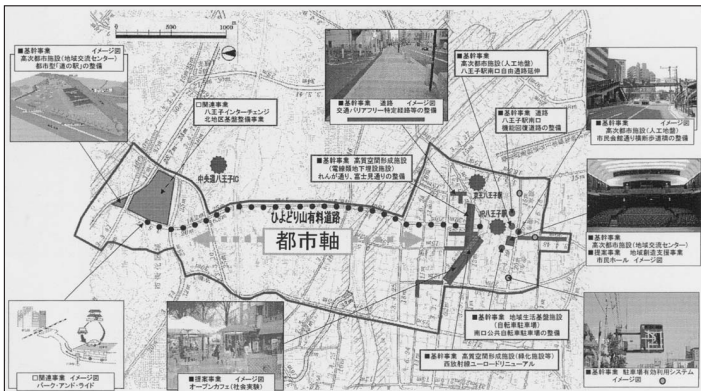 0 500 1000
■基幹事業 イメージ図
高次都市施設(地域交流センター)
都市型「道の駅」の整備
□関連事業
八王子インターチェンジ
北地区基盤整備事業
■基幹事業 道路 イメージ図
交通バリアフリー特定経路等の整備
■基幹事業
高次都市施設(人工地盤)
八王子駅南口自由通路延伸
■基幹事業 道路
八王子駅南口
機能回復道路の整備
■基幹事業 イメージ図
高次都市施設(人工地盤)
市民会館通り横断歩道橋の整備
■基幹事業 高質空間形成施設
(電線類地下埋設施設)
れんが通り、富士見通りの整備
中央道八王子IC
京王八王子駅
JR八王子駅
ひよどり山有料道路
都市軸
■基幹事業
高次都市施設(地域交流センター)
■提案事業 地域創造支援事業
市民ホール イメージ図
■基幹事業 地域生活基盤施設
(自転車駐車場)
南口公共自転車駐車場の整備
■基幹事業 高質空間形成施設(緑化施設等)
西放射線ユーロードリニューアル
□関連事業 イメージ図
パーク・アンド・ライド
■提案事業 イメージ図
オープンカフェ(社会実験)
■基幹事業 駐車場有効利用システム
イメージ図